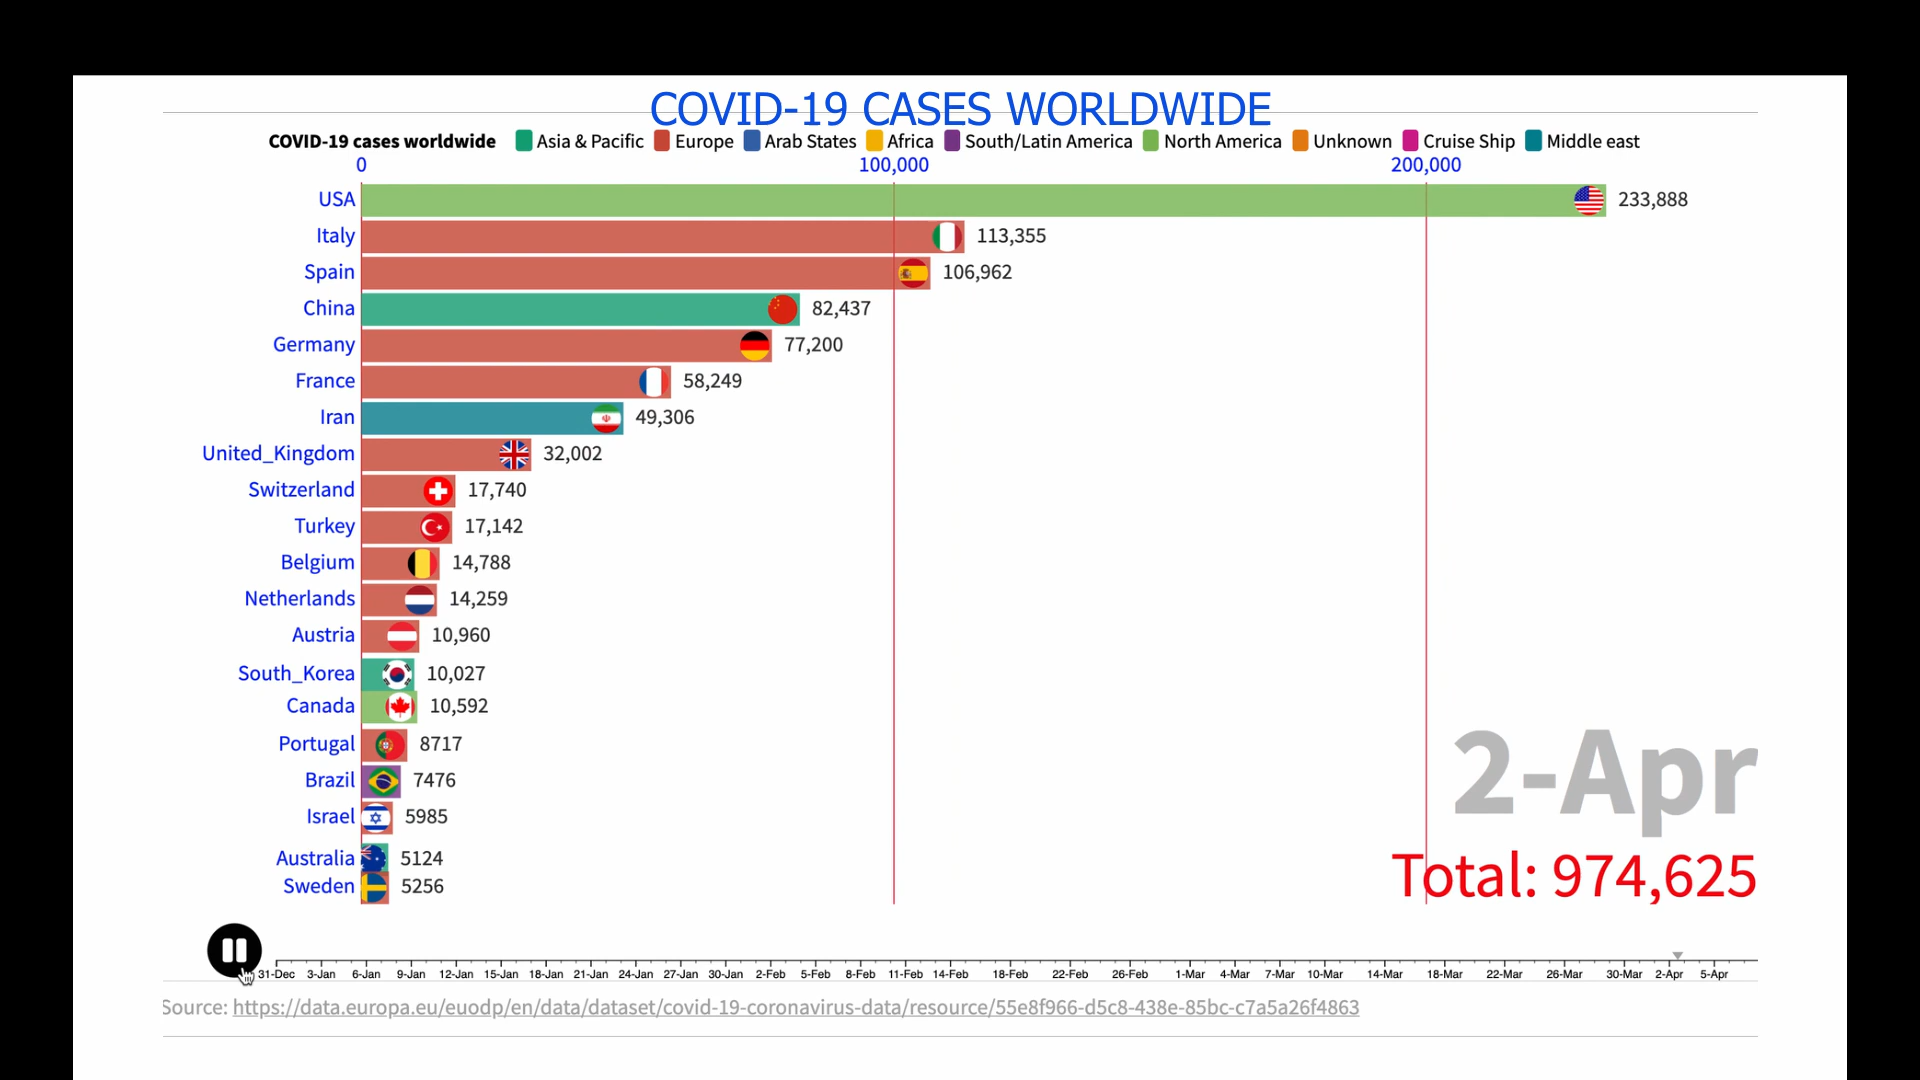 COVID-19 CASES WORLDWIDE
COVID-19 cases worldwide Asia & Pacific Europe Arab States Africa South/Latin America North America Unknown Cruise Ship Middle east
0 100,000 200,000
USA 233,888
Italy 113,355
Spain 106,962
China 82,437
Germany 77,200
France 58,249
Iran 49,306
United_Kingdom 32,002
Switzerland 17,740
Turkey 17,142
Belgium 14,788
Netherlands 14,259
Austria 10,960
South_Korea 10,027
Canada 10,592
Portugal 8717
Brazil 7476
Israel 5985
Australia 5124
Sweden 5256
2-Apr
Total: 974,625
31-Dec 3-Jan 6-Jan 9-Jan 12-Jan 15-Jan 18-Jan 21-Jan 24-Jan 27-Jan 30-Jan 2-Feb 5-Feb 8-Feb 11-Feb 14-Feb 18-Feb 22-Feb 26-Feb 1-Mar 4-Mar 7-Mar 10-Mar 14-Mar 18-Mar 22-Mar 26-Mar 30-Mar 2-Apr 5-Apr
Source: https://data.europa.eu/euodp/en/data/dataset/covid-19-coronavirus-data/resource/55e8f966-d5c8-438e-85bc-c7a5a26f4863